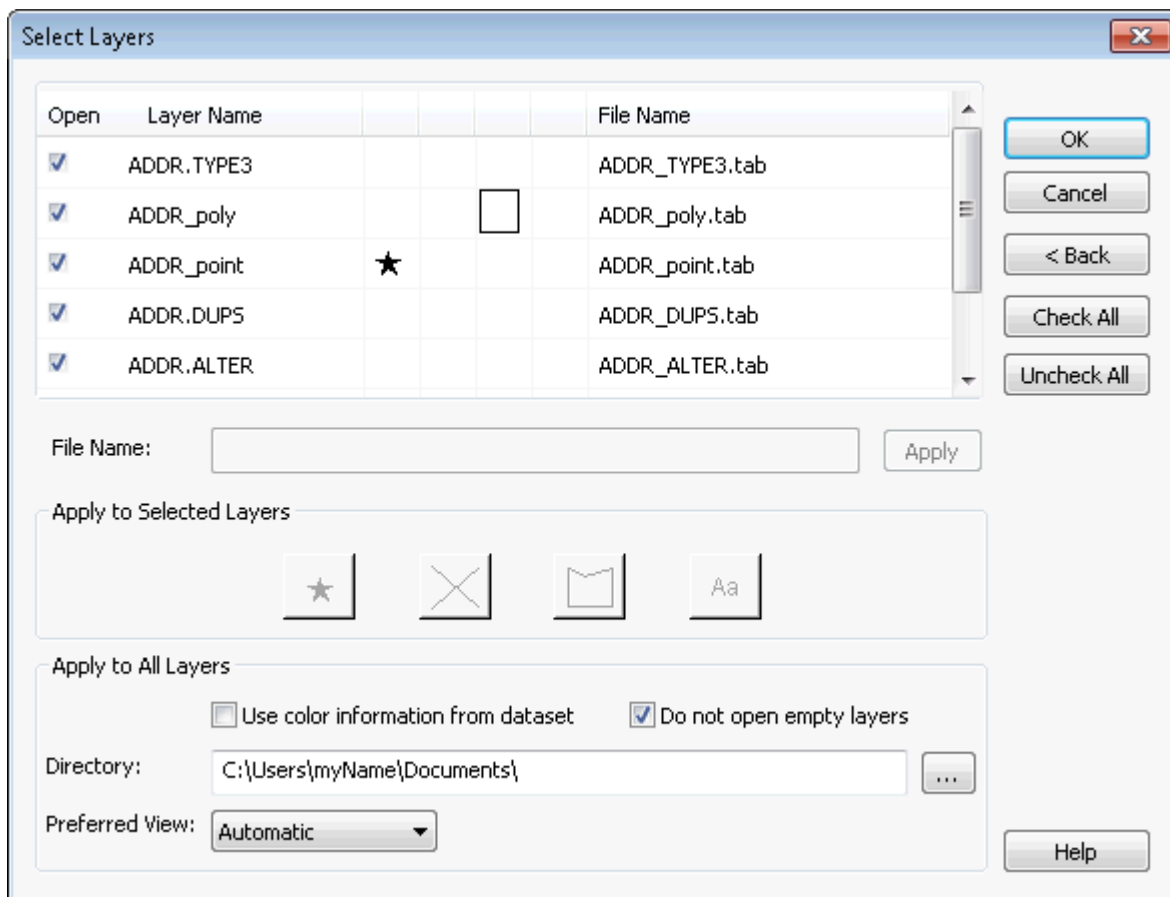 Select Layers
Open Layer Name File Name
ADDR.TYPE3 ADDR_TYPE3.tab
ADDR_poly ADDR_poly.tab
ADDR_point ADDR_point.tab
ADDR.DUPS ADDR_DUPS.tab
ADDR.ALTER ADDR_ALTER.tab
OK
Cancel
< Back
Check All
Uncheck All
File Name:
Apply
Apply to Selected Layers
Aa
Apply to All Layers
Use color information from dataset Do not open empty layers
Directory: C:\Users\myName\Documents\ ...
Preferred View: Automatic
Help